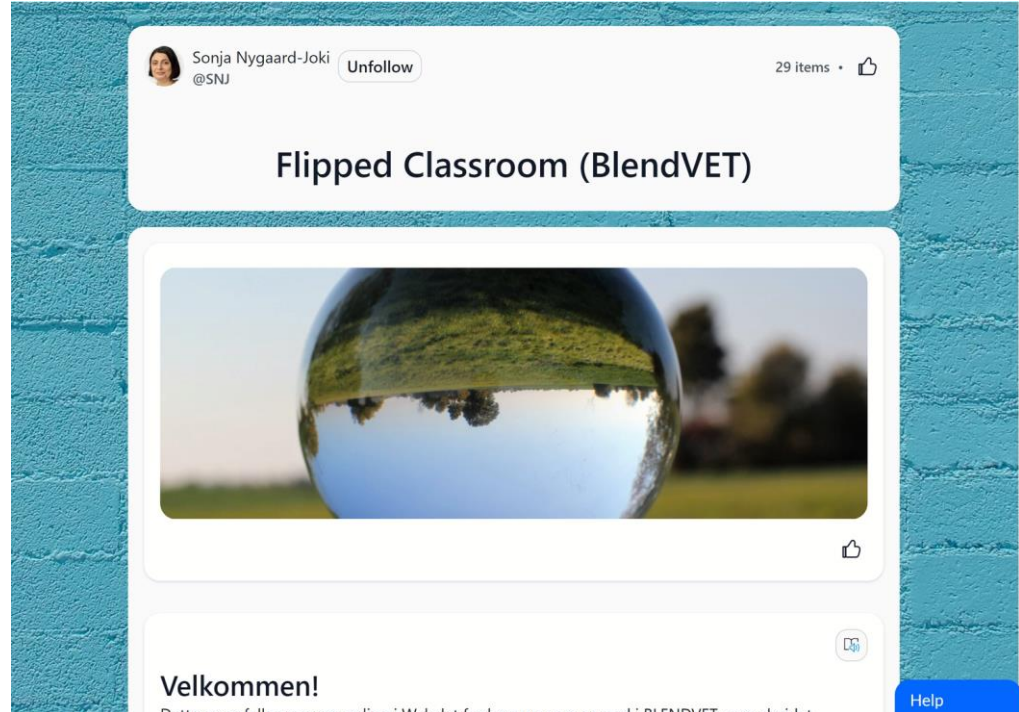 Sonja Nygaard-Joki
Unfollow
@SNJ
29 items •
Flipped Classroom (BlendVET)
Velkommen!
Help